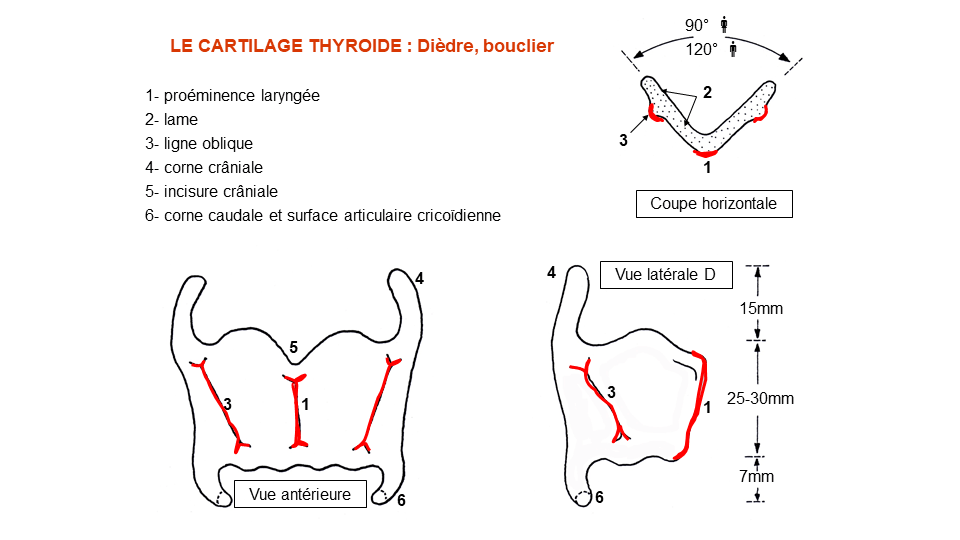 LE CARTILAGE THYROIDE : Dièdre, bouclier
1- proéminence laryngée
2- lame
3- ligne oblique
4- corne crâniale
5- incisure crâniale
6- corne caudale et surface articulaire cricoïdienne
90°
120°
2
3
1
Coupe horizontale
4
5
3
1
6
Vue antérieure
4
Vue latérale D
15mm
3
1
25-30mm
7mm
6